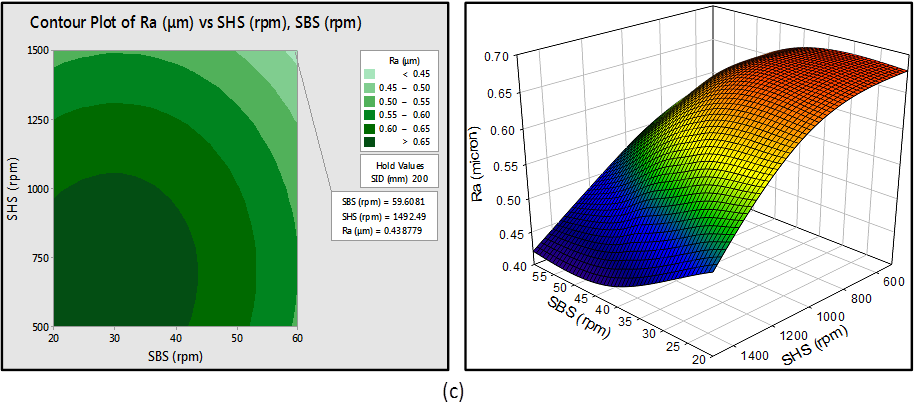 Contour Plot of Ra (µm) vs SHS (rpm), SBS (rpm)
1500
1250
1000
750
500
SHS (rpm)
20 30 40 50 60
SBS (rpm)
Ra (µm)
< 0.45
0.45 – 0.50
0.50 – 0.55
0.55 – 0.60
0.60 – 0.65
> 0.65
Hold Values
SID (mm) 200
SBS (rpm) = 59.6081
SHS (rpm) = 1492.49
Ra (µm) = 0.438779
0.70
0.65
0.60
0.55
0.50
0.45
0.40
Ra (micron)
55 50 45 40 35 30 25 20
SBS (rpm)
1400 1200 1000 800 600
SHS (rpm)
(c)